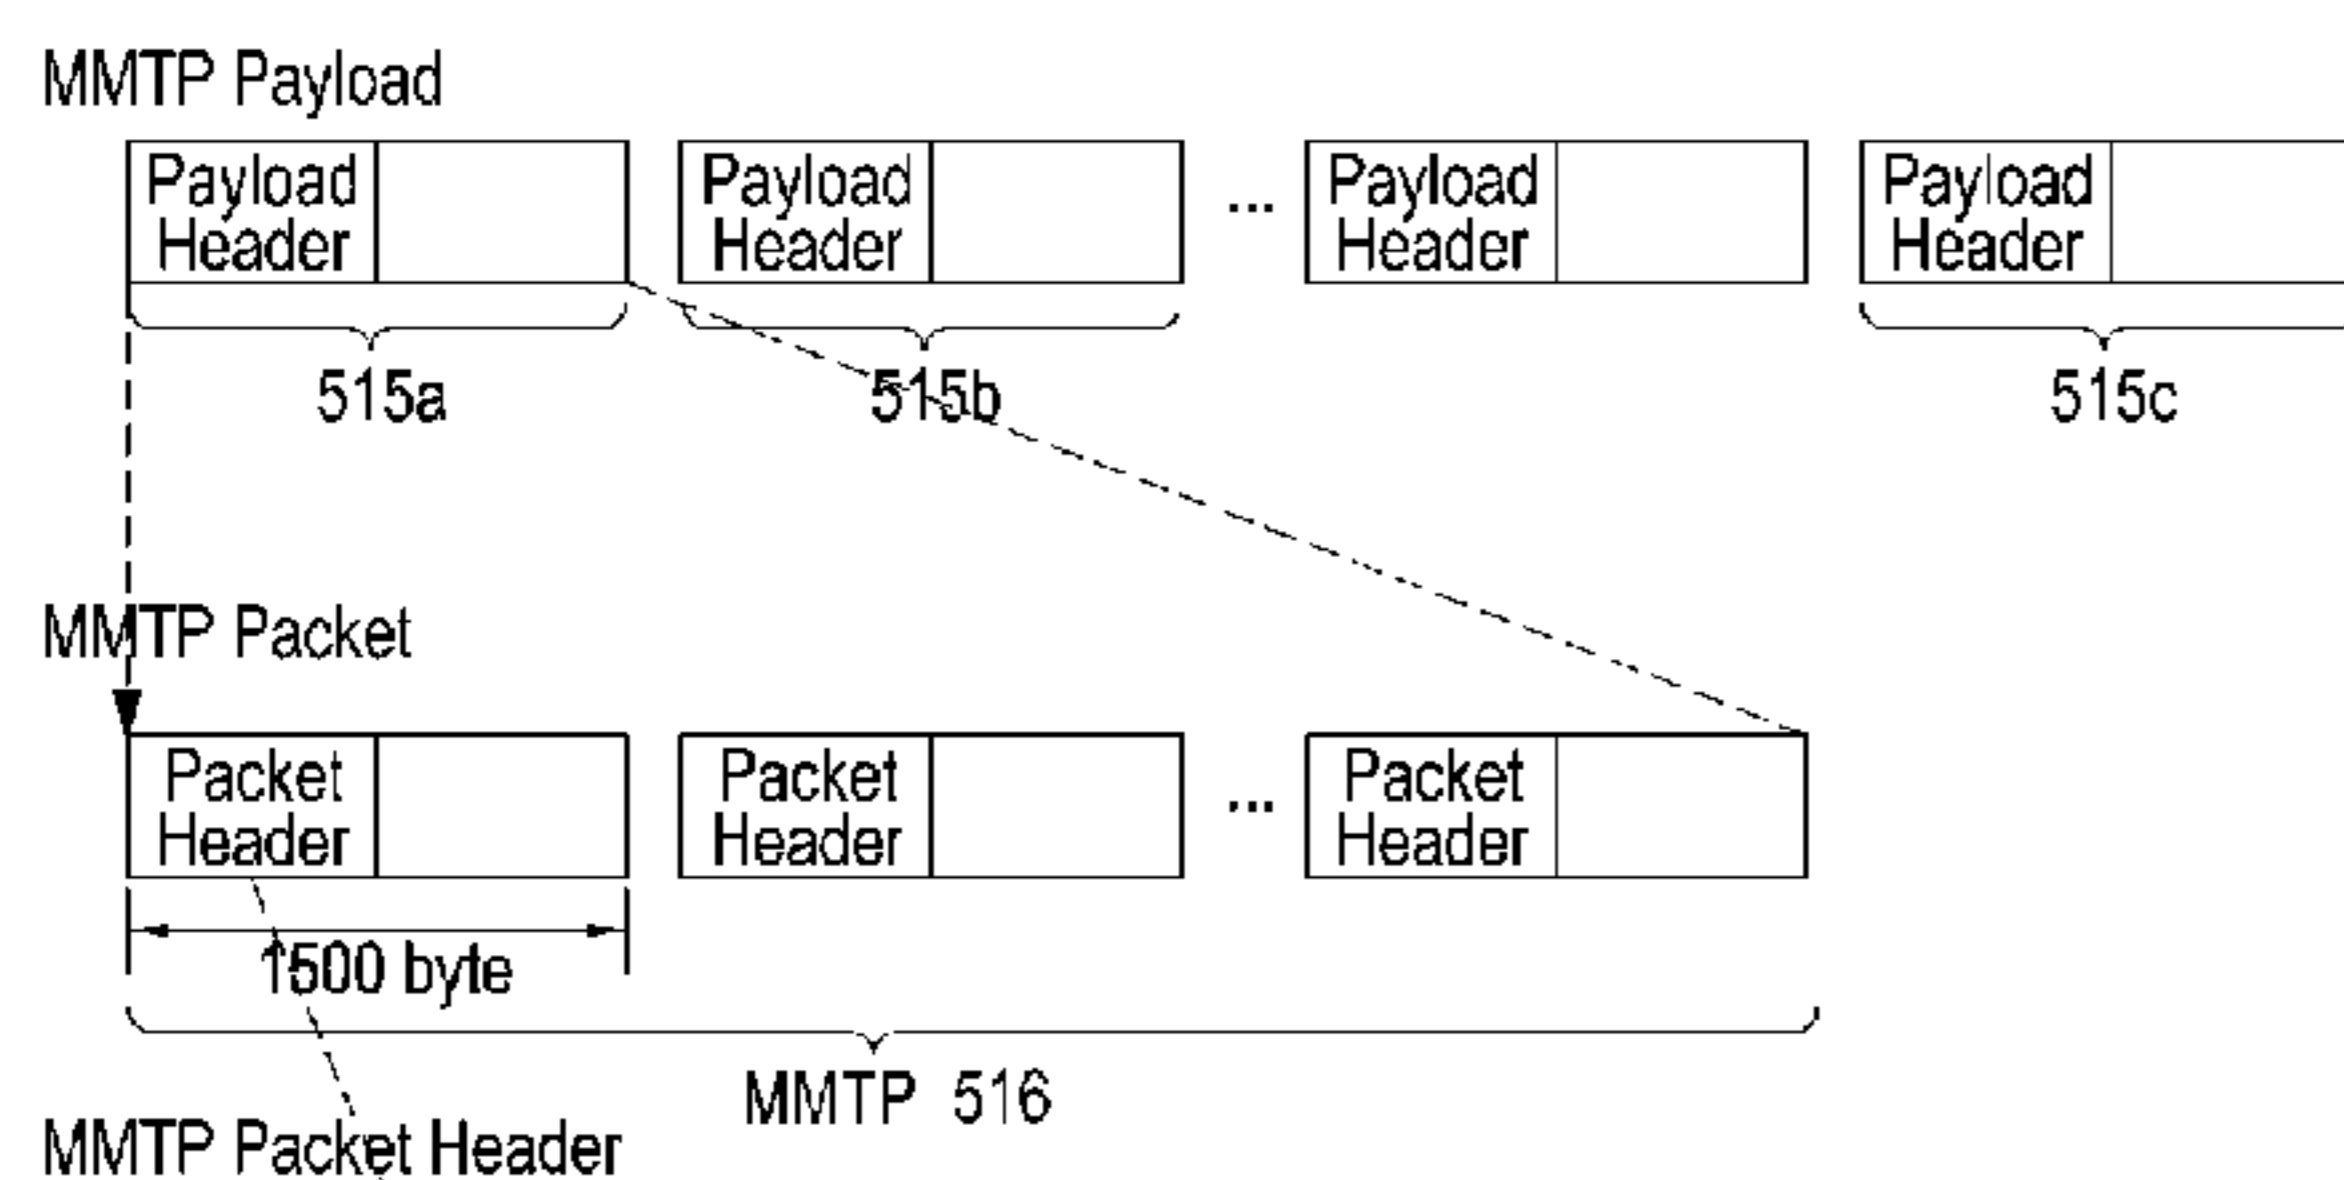 MMTP Payload
Payload Header
Payload Header
...
Payload Header
Payload Header
515a
515b
515c
MMTP Packet
Packet Header
Packet Header
...
Packet Header
1500 byte
MMTP 516
MMTP Packet Header